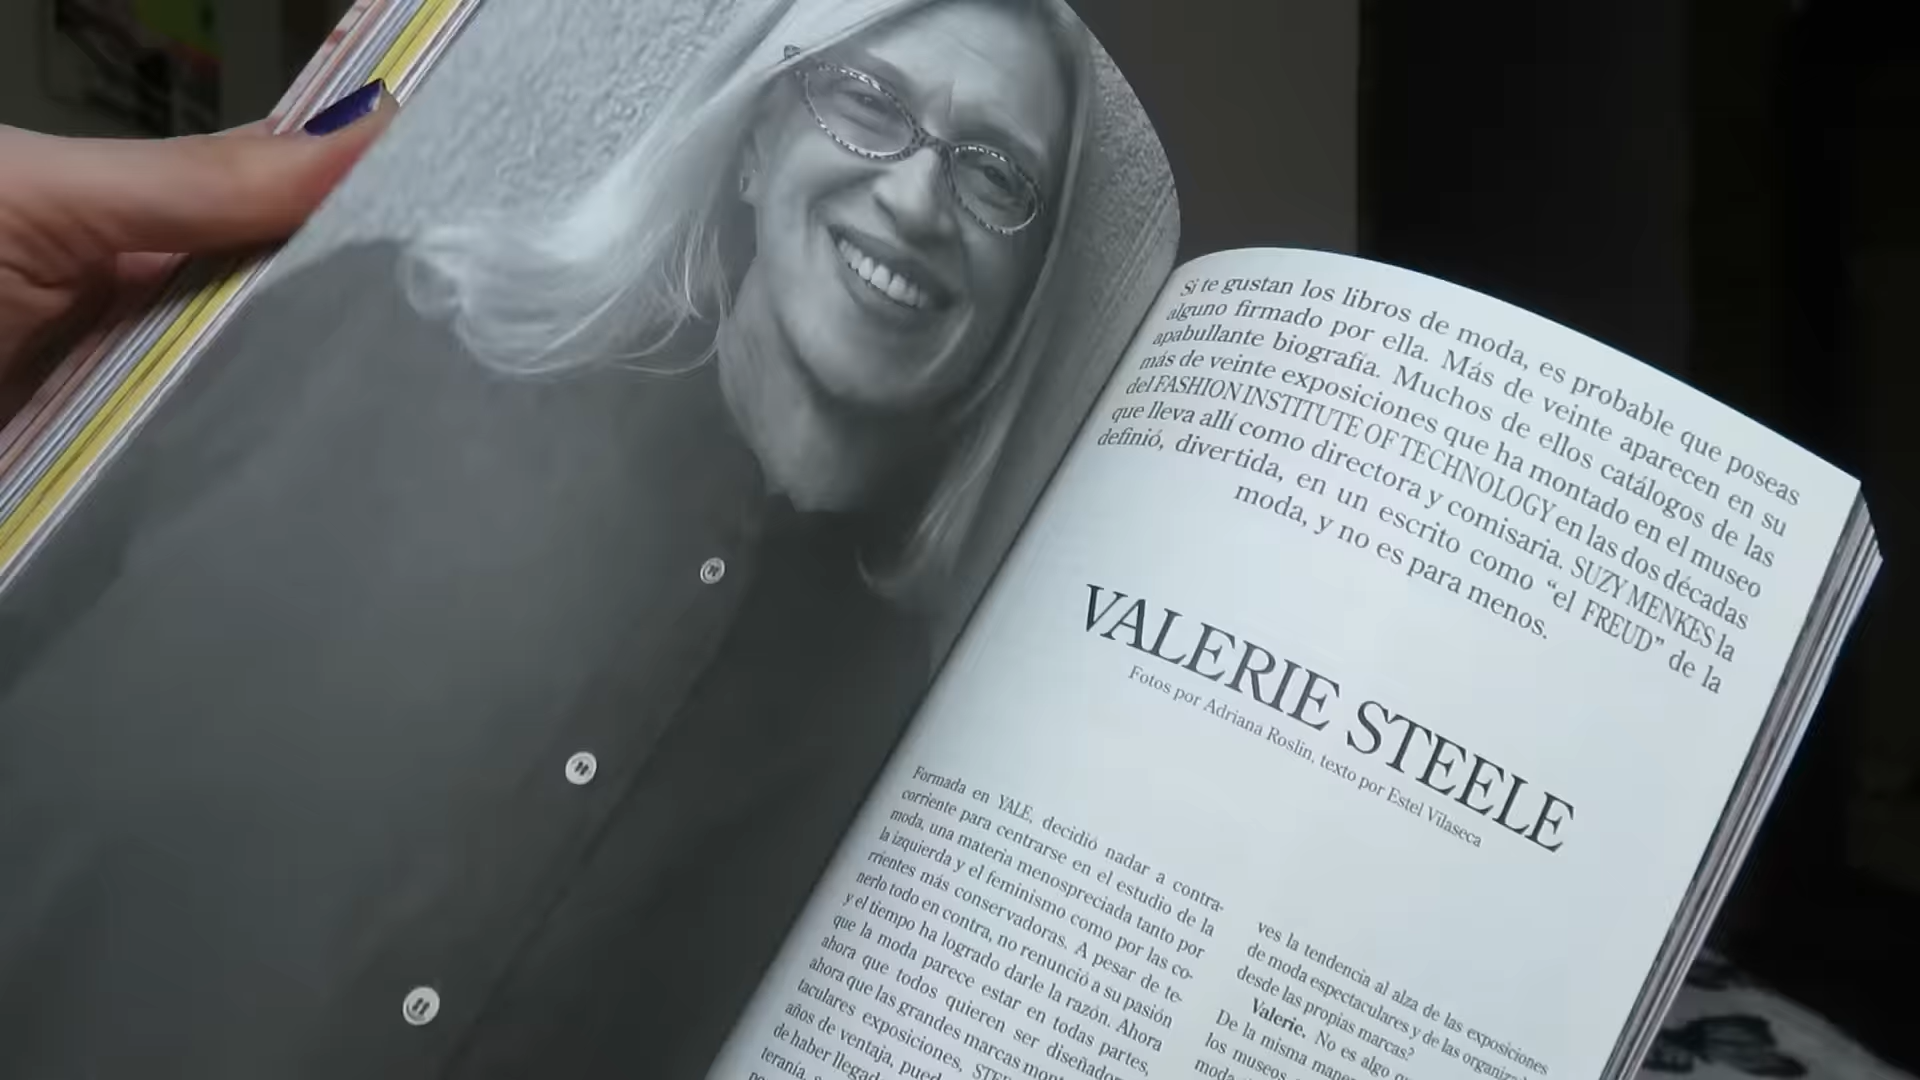 Si te gustan los libros de moda, es probable que poseas
alguno firmado por ella. Más de veinte aparecen en su
apabullante biografía. Muchos de ellos catálogos de las
más de veinte exposiciones que ha montado en el museo
del FASHION INSTITUTE OF TECHNOLOGY en las dos décadas
que lleva allí como directora y comisaria. SUZY MENKES la
definió, divertida, en un escrito como “el FREUD” de la
moda, y no es para menos.
VALERIE STEELE
Fotos por Adriana Roslin, texto por Estel Vilaseca
Formada en YALE, decidió nadar a contra-
corriente para centrarse en el estudio de la
moda, una materia menospreciada tanto por
la izquierda y el feminismo como por las co-
rrientes más conservadoras. A pesar de te-
nerlo todo en contra, no renunció a su pasión
y el tiempo ha logrado darle la razón. Ahora
que la moda parece estar en todas partes,
ahora que todos quieren ser diseñador
ahora que las grandes marcas mont
taculares exposiciones, STE
años de ventaja, pued
de haber llegad
terania, s
ves la tendencia al alza de las exposiciones
de moda espectaculares y de las organiza
desde las propias marcas?
Valerie. No es algo
De la misma mane
los museos,
moda